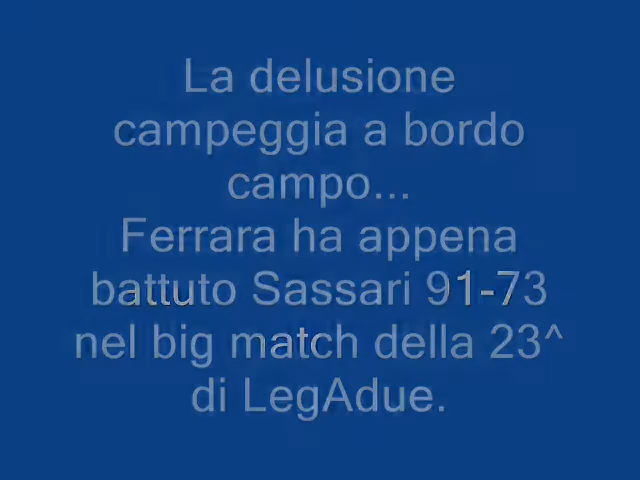 La delusione
campeggia a bordo
campo...
Ferrara ha appena
battuto Sassari 91-73
nel big match della 23^
di LegAdue.